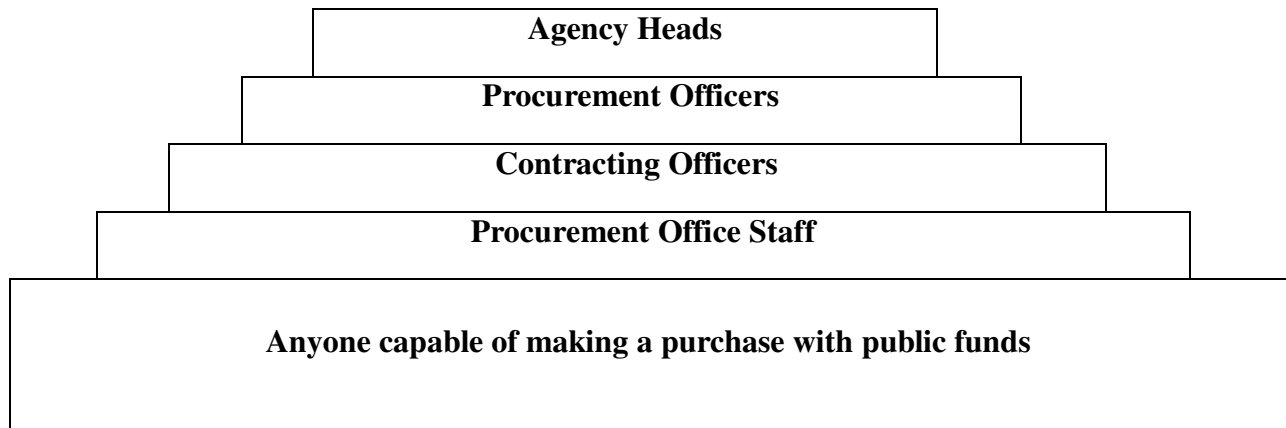 Agency Heads
Procurement Officers
Contracting Officers
Procurement Office Staff
Anyone capable of making a purchase with public funds